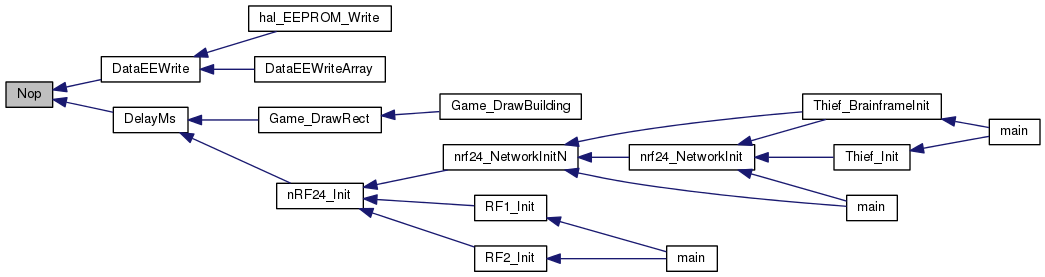 hal_EEPROM_Write
DataEEWrite
DataEEWriteArray
Nop
Game_DrawBuilding
Thief_BrainframeInit
DelayMs
Game_DrawRect
main
nrf24_NetworkInitN
nrf24_NetworkInit
Thief_Init
nRF24_Init
RF1_Init
main
RF2_Init
main